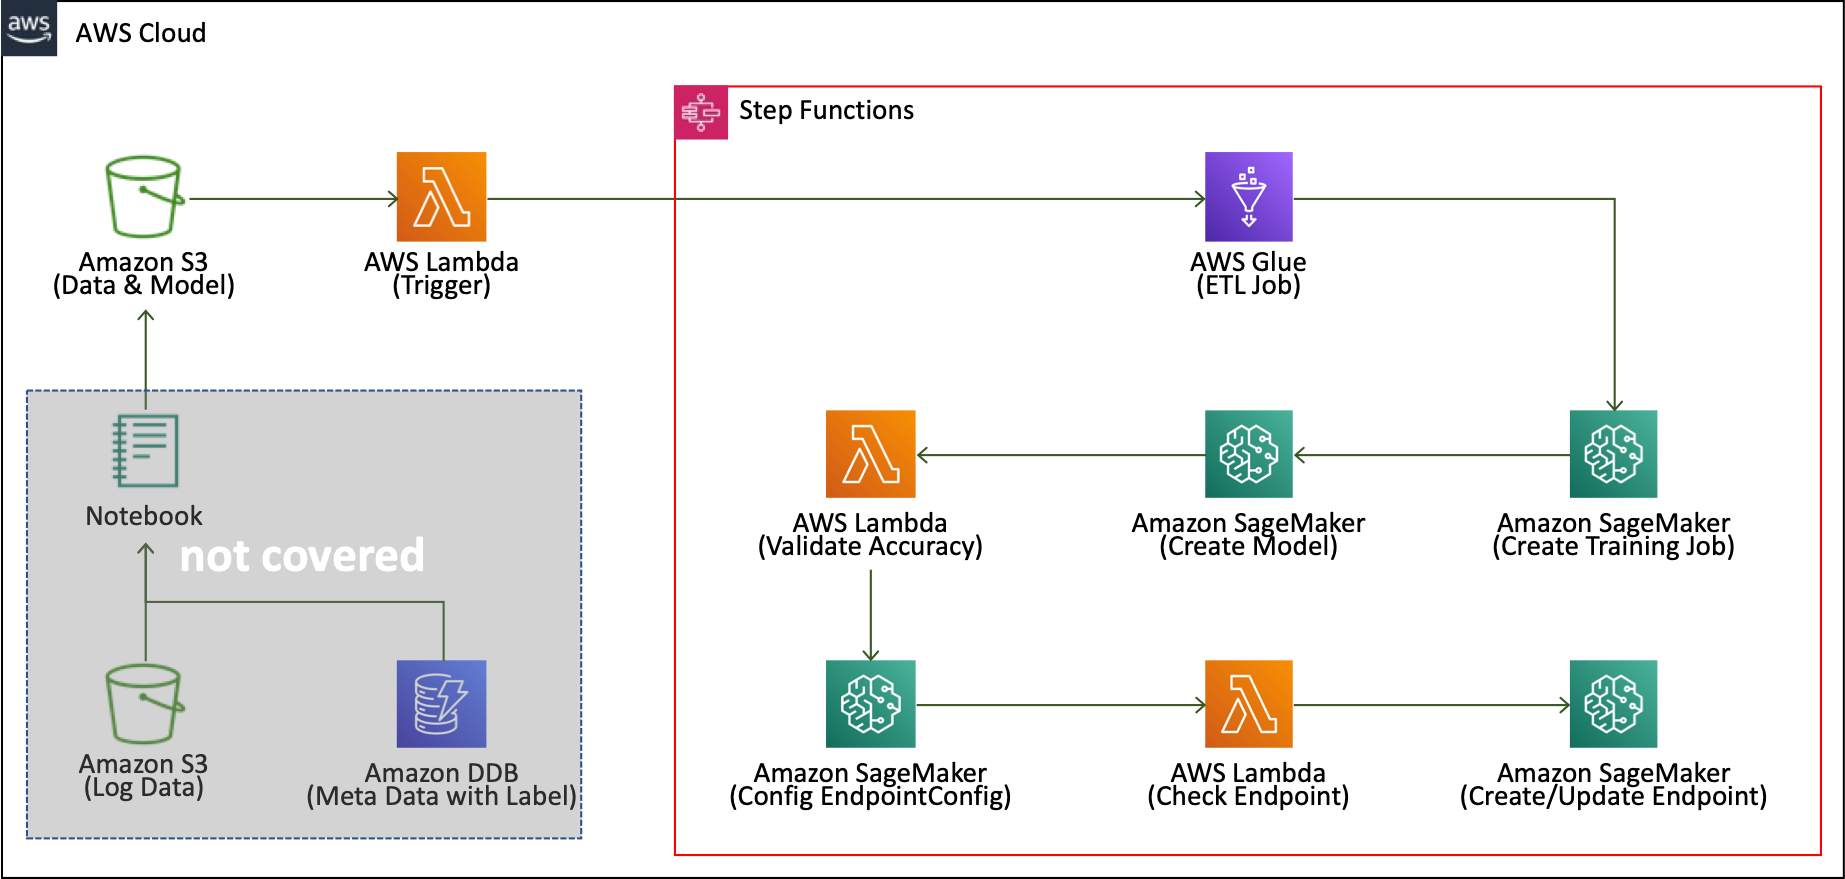 aws
AWS Cloud
Step Functions
Amazon S3
(Data & Model)
AWS Lambda
(Trigger)
AWS Glue
(ETL Job)
Notebook
not covered
Amazon S3
(Log Data)
Amazon DDB
(Meta Data with Label)
AWS Lambda
(Validate Accuracy)
Amazon SageMaker
(Create Model)
Amazon SageMaker
(Create Training Job)
Amazon SageMaker
(Config EndpointConfig)
AWS Lambda
(Check Endpoint)
Amazon SageMaker
(Create/Update Endpoint)